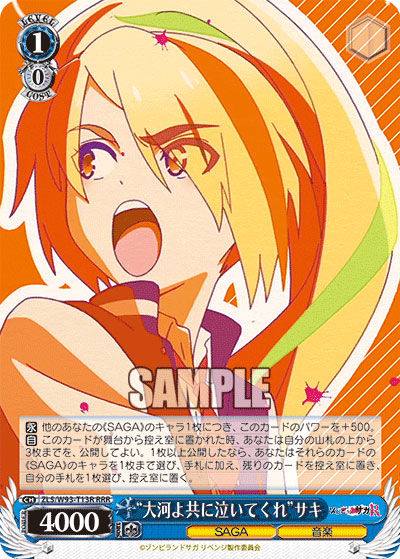 LEVEL
1
0
COST
SAMPLE
【永】 他のあなたの《SAGA》のキャラ1枚につき、このカードのパワーを+500。
【自】 このカードが舞台から控え室に置かれた時、あなたは自分の山札の上から
3枚までを、公開してよい。1枚以上公開したなら、あなたはそれらのカードの
《SAGA》のキャラを1枚まで選び、手札に加え、残りのカードを控え室に置き、
あなたは自分の手札を1枚選び、控え室に置く。
CH ZLS/W93-T13R RRR
4000
“大河よ共に泣いてくれ”サキ
SAGA
音楽
©ゾンビランドサガ リベンジ製作委員会